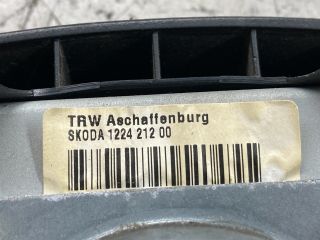 TRW Aschaffenburg
SKODA 1224 212 00